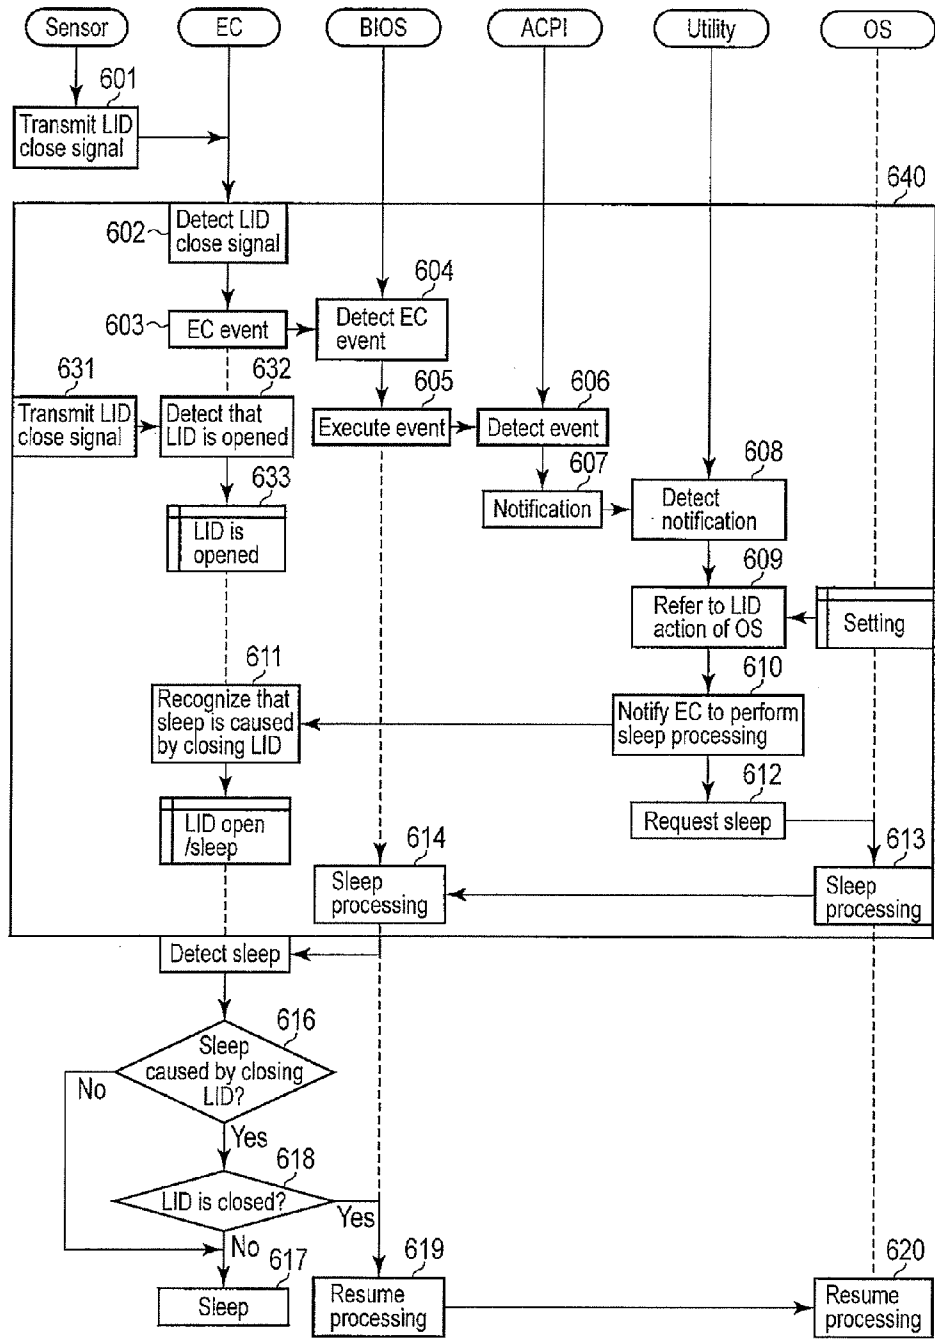 Sensor
EC
BIOS
ACPI
Utility
OS
601
Transmit LID
close signal
640
602
Detect LID
close signal
604
603
EC event
Detect EC
event
631
632
605
606
Transmit LID
close signal
Detect that
LID is opened
Execute event
Detect event
607
608
633
Notification
Detect
notification
LID is
opened
609
Refer to LID
action of OS
Setting
611
610
Recognize that
sleep is caused
by closing LID
Notify EC to perform
sleep processing
612
LID open
/sleep
Request sleep
614
613
Sleep
processing
Sleep
processing
Detect sleep
616
Sleep
caused by closing
LID?
No
Yes
618
LID is closed?
Yes
No
617
619
620
Sleep
Resume
processing
Resume
processing